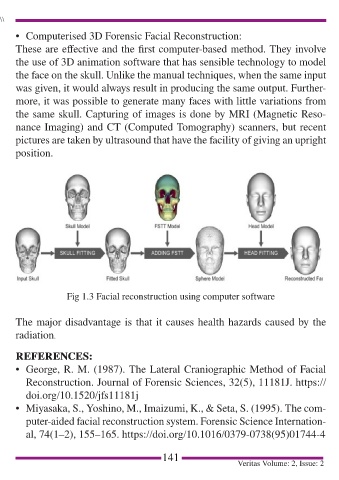 \\
• Computerised 3D Forensic Facial Reconstruction:
These are effective and the first computer-based method. They involve
the use of 3D animation software that has sensible technology to model
the face on the skull. Unlike the manual techniques, when the same input
was given, it would always result in producing the same output. Further-
more, it was possible to generate many faces with little variations from
the same skull. Capturing of images is done by MRI (Magnetic Reso-
nance Imaging) and CT (Computed Tomography) scanners, but recent
pictures are taken by ultrasound that have the facility of giving an upright
position.
Skull Model FSTT Model Head Model
SKULL FITTING ADDING FSTT HEAD FITTING
Input Skull Fitted Skull Sphere Model Reconstructed Fa
Fig 1.3 Facial reconstruction using computer software
The major disadvantage is that it causes health hazards caused by the
radiation.
REFERENCES:
• George, R. M. (1987). The Lateral Craniographic Method of Facial
Reconstruction. Journal of Forensic Sciences, 32(5), 11181J. https://
doi.org/10.1520/jfs11181j
• Miyasaka, S., Yoshino, M., Imaizumi, K., & Seta, S. (1995). The com-
puter-aided facial reconstruction system. Forensic Science Internation-
al, 74(1–2), 155–165. https://doi.org/10.1016/0379-0738(95)01744-4
141
Veritas Volume: 2, Issue: 2